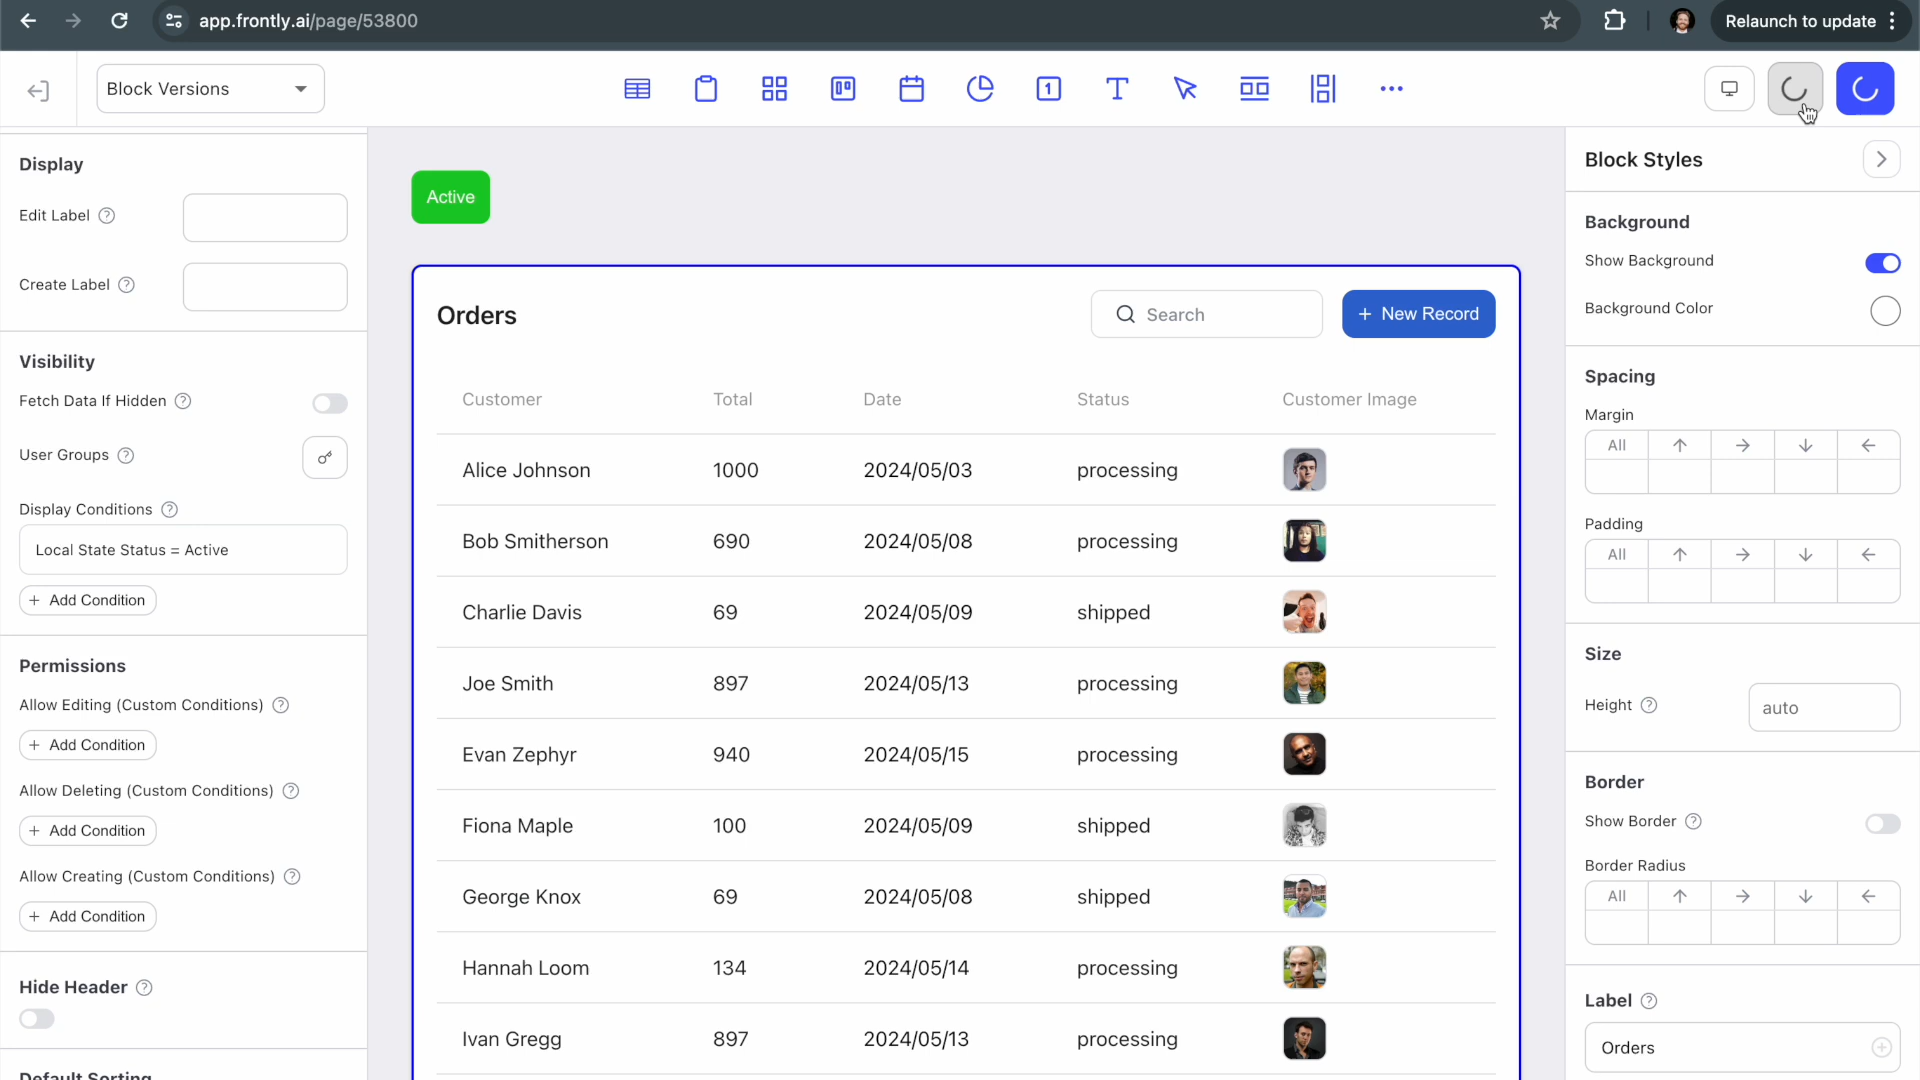 app.frontly.ai/page/53800
Relaunch to update
Block Versions
1
T
Display
Edit Label ?
Create Label ?
Visibility
Fetch Data If Hidden ?
User Groups ?
Display Conditions ?
Local State Status = Active
+ Add Condition
Permissions
Allow Editing (Custom Conditions) ?
+ Add Condition
Allow Deleting (Custom Conditions) ?
+ Add Condition
Allow Creating (Custom Conditions) ?
+ Add Condition
Hide Header ?
Default Sorting
Active
Orders
Search
+ New Record
Customer Total Date Status Customer Image
Alice Johnson 1000 2024/05/03 processing
Bob Smitherson 690 2024/05/08 processing
Charlie Davis 69 2024/05/09 shipped
Joe Smith 897 2024/05/13 processing
Evan Zephyr 940 2024/05/15 processing
Fiona Maple 100 2024/05/09 shipped
George Knox 69 2024/05/08 shipped
Hannah Loom 134 2024/05/14 processing
Ivan Gregg 897 2024/05/13 processing
Block Styles
Background
Show Background
Background Color
Spacing
Margin
All ↑ → ↓ ←
Padding
All ↑ → ↓ ←
Size
Height ? auto
Border
Show Border ?
Border Radius
All ↑ → ↓ ←
Label ?
Orders